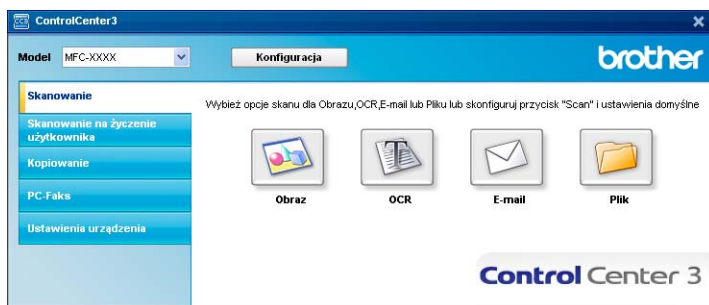 ControlCenter3
Model MFC-XXXX Konfiguracja brother
Skanowanie
Wybież opcje skanu dla Obrazu,OCR,E-mail lub Pliku lub skonfiguruj przycisk "Scan" i ustawienia domyślne
Skanowanie na życzenie
użytkownika
Kopiowanie
PC-Faks
Ustawienia urządzenia
Obraz OCR E-mail Plik
Control Center 3